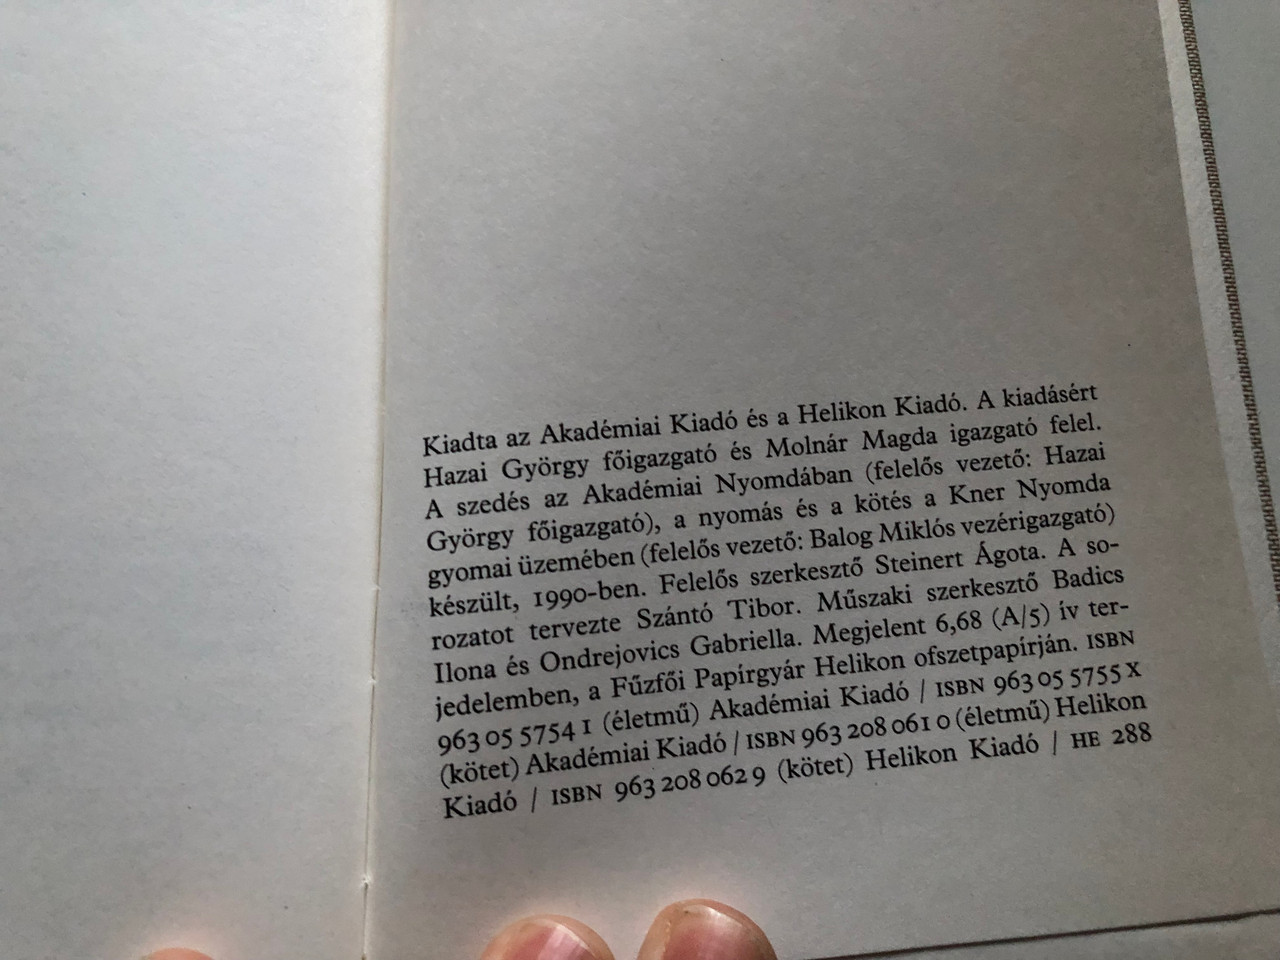 Kiadta az Akadémiai Kiadó és a Helikon Kiadó. A kiadásért
Hazai György főigazgató és Molnár Magda igazgató felel.
A szedés az Akadémiai Nyomdában (felelős vezető: Hazai
György főigazgató), a nyomás és a kötés a Kner Nyomda
gyomai üzemében (felelős vezető: Balog Miklós vezérigazgató)
készült, 1990-ben. Felelős szerkesztő Steinert Ágota. A so-
rozatot tervezte Szántó Tibor. Műszaki szerkesztő Badics
Ilona és Ondrejovics Gabriella. Megjelent 6,68 (A/5) ív ter-
jedelemben, a Fűzfői Papírgyár Helikon ofszetpapírján. ISBN
963 05 5754 1 (életmű) Akadémiai Kiadó / ISBN 963 05 5755 X
(kötet) Akadémiai Kiadó / ISBN 963 208 061 0 (életmű) Helikon
Kiadó / ISBN 963 208 062 9 (kötet) Helikon Kiadó / HE 288